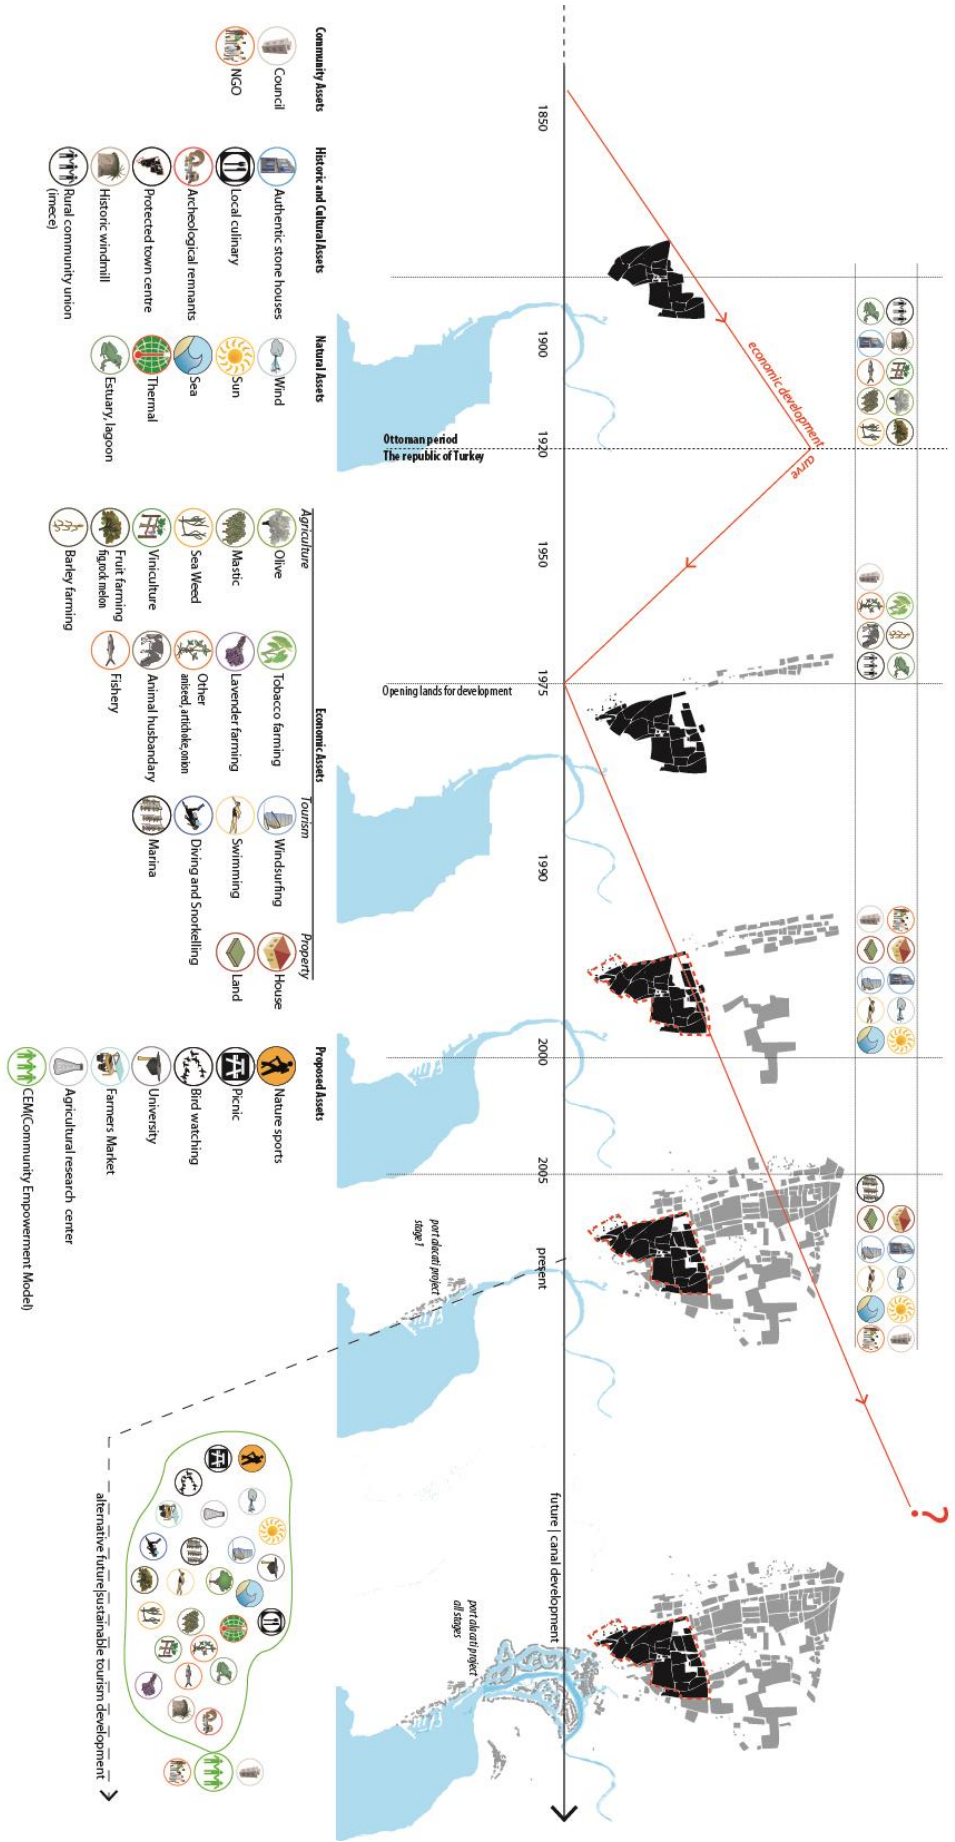 1850
1900
1920
1950
1975
1990
2000
2005
present
economic development
curve
?
Ottoman period
The republic of Turkey
Opening lands for development
port alacati project
stage1
future | canal development
port alacati project
all stages
alternative future|sustainable tourism development
Community Assets
Council
NGO
Historic and Cultural Assets
Authentic stone houses
Local culinary
Archeological remnants
Protected town centre
Historic windmill
Rural community union
(imece)
Natural Assets
Wind
Sun
Sea
Thermal
Estuary, lagoon
Economic Assets
Agriculture
Olive
Mastic
Sea Weed
Viniculture
Fruit farming
fig,rock melon
Barley farming
Tobacco farming
Lavender farming
Other
aniseed, artichoke,onion
Animal husbandary
Fishery
Tourism
Windsurfing
Swimming
Diving and Snorkelling
Marina
Property
House
Land
Proposed Assets
Nature sports
Picnic
Bird watching
University
Farmers Market
Agricultural research center
CEM(Community Empowerment Model)